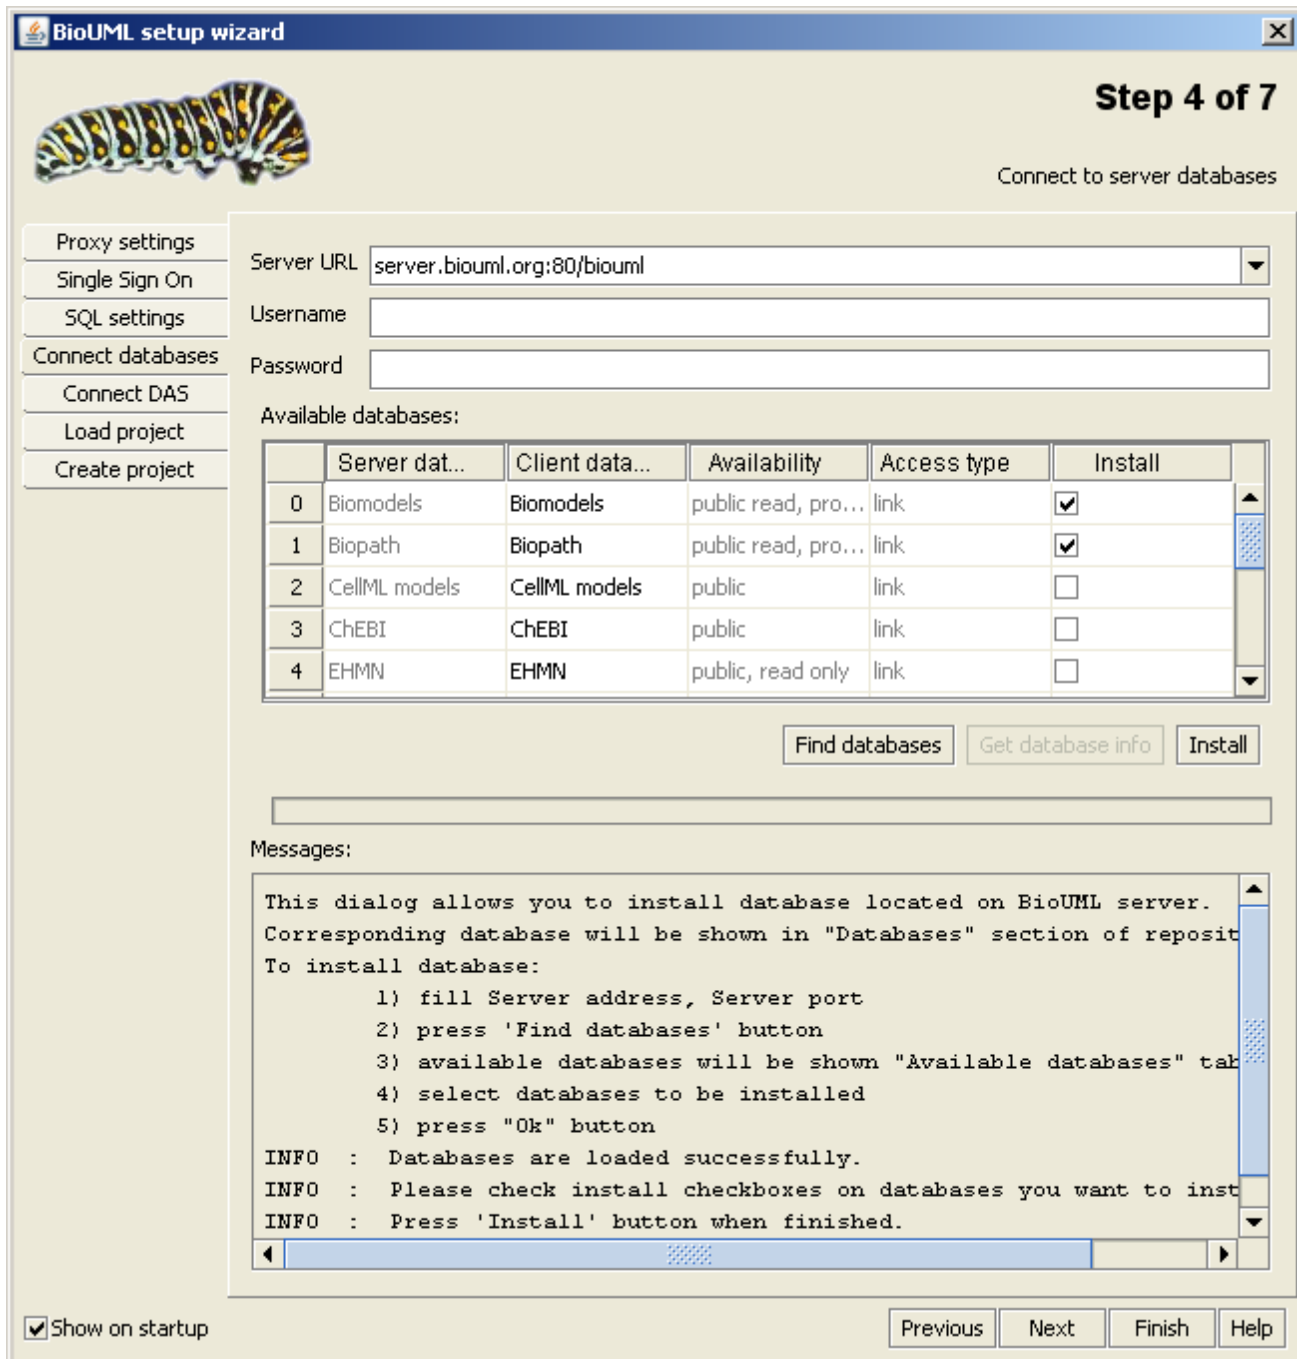 BioUML setup wizard
Step 4 of 7
Connect to server databases
Proxy settings
Single Sign On
SQL settings
Connect databases
Connect DAS
Load project
Create project
Server URL server.biouml.org:80/biouml
Username
Password
Available databases:
Server dat... Client data... Availability Access type Install
0 Biomodels Biomodels public read, pro... link
1 Biopath Biopath public read, pro... link
2 CellML models CellML models public link
3 ChEBI ChEBI public link
4 EHMN EHMN public, read only link
Find databases Get database info Install
Messages:
This dialog allows you to install database located on BioUML server.
Corresponding database will be shown in "Databases" section of reposit
To install database:
1) fill Server address, Server port
2) press 'Find databases' button
3) available databases will be shown "Available databases" tab
4) select databases to be installed
5) press "Ok" button
INFO : Databases are loaded successfully.
INFO : Please check install checkboxes on databases you want to inst
INFO : Press 'Install' button when finished.
Show on startup Previous Next Finish Help